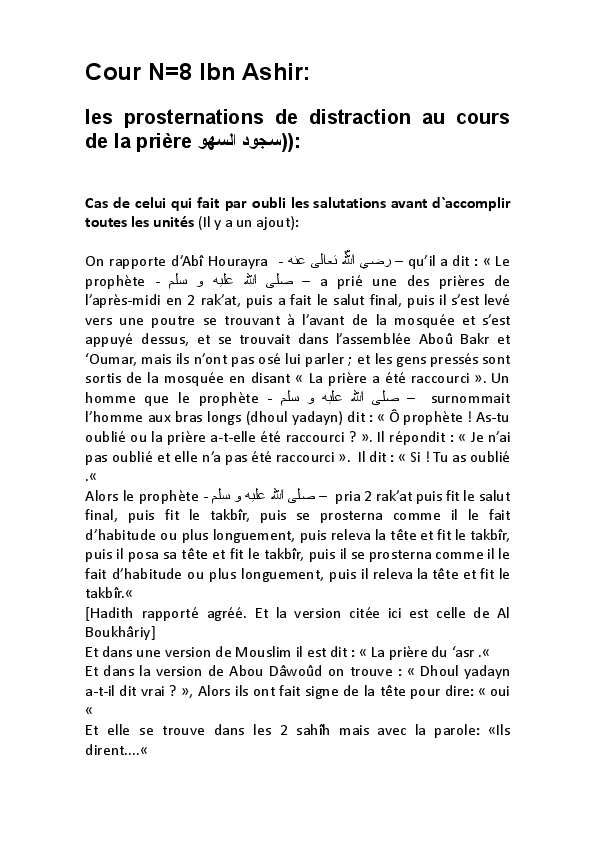 Cour N=8 Ibn Ashir:
les prosternations de distraction au cours
de la prière سجود السهو)):
Cas de celui qui fait par oubli les salutations avant d`accomplir
toutes les unités (Il y a un ajout):
On rapporte d’Abî Hourayra - رضي الله تعالى عنه – qu’il a dit : « Le
prophète - صلى الله عليه و سلم – a prié une des prières de
l’après-midi en 2 rak’at, puis a fait le salut final, puis il s’est levé
vers une poutre se trouvant à l’avant de la mosquée et s’est
appuyé dessus, et se trouvait dans l’assemblée Aboû Bakr et
‘Oumar, mais ils n’ont pas osé lui parler ; et les gens pressés sont
sortis de la mosquée en disant « La prière a été raccourci ». Un
homme que le prophète - صلى الله عليه و سلم – surnommait
l’homme aux bras longs (dhoul yadayn) dit : « Ô prophète ! As-tu
oublié ou la prière a-t-elle été raccourci ? ». Il répondit : « Je n’ai
pas oublié et elle n’a pas été raccourci ». Il dit : « Si ! Tu as oublié
.«
Alors le prophète - صلى الله عليه و سلم – pria 2 rak’at puis fit le salut
final, puis fit le takbîr, puis se prosterna comme il le fait
d’habitude ou plus longuement, puis releva la tête et fit le takbîr,
puis il posa sa tête et fit le takbîr, puis il se prosterna comme il le
fait d’habitude ou plus longuement, puis il releva la tête et fit le
takbîr.«
[Hadith rapporté agréé. Et la version citée ici est celle de Al
Boukhâriy]
Et dans une version de Mouslim il est dit : « La prière du ‘asr .«
Et dans la version de Abou Dâwoûd on trouve : « Dhoul yadayn
a-t-il dit vrai ? », Alors ils ont fait signe de la tête pour dire: « oui
«
Et elle se trouve dans les 2 sahîh mais avec la parole: «Ils
dirent....«